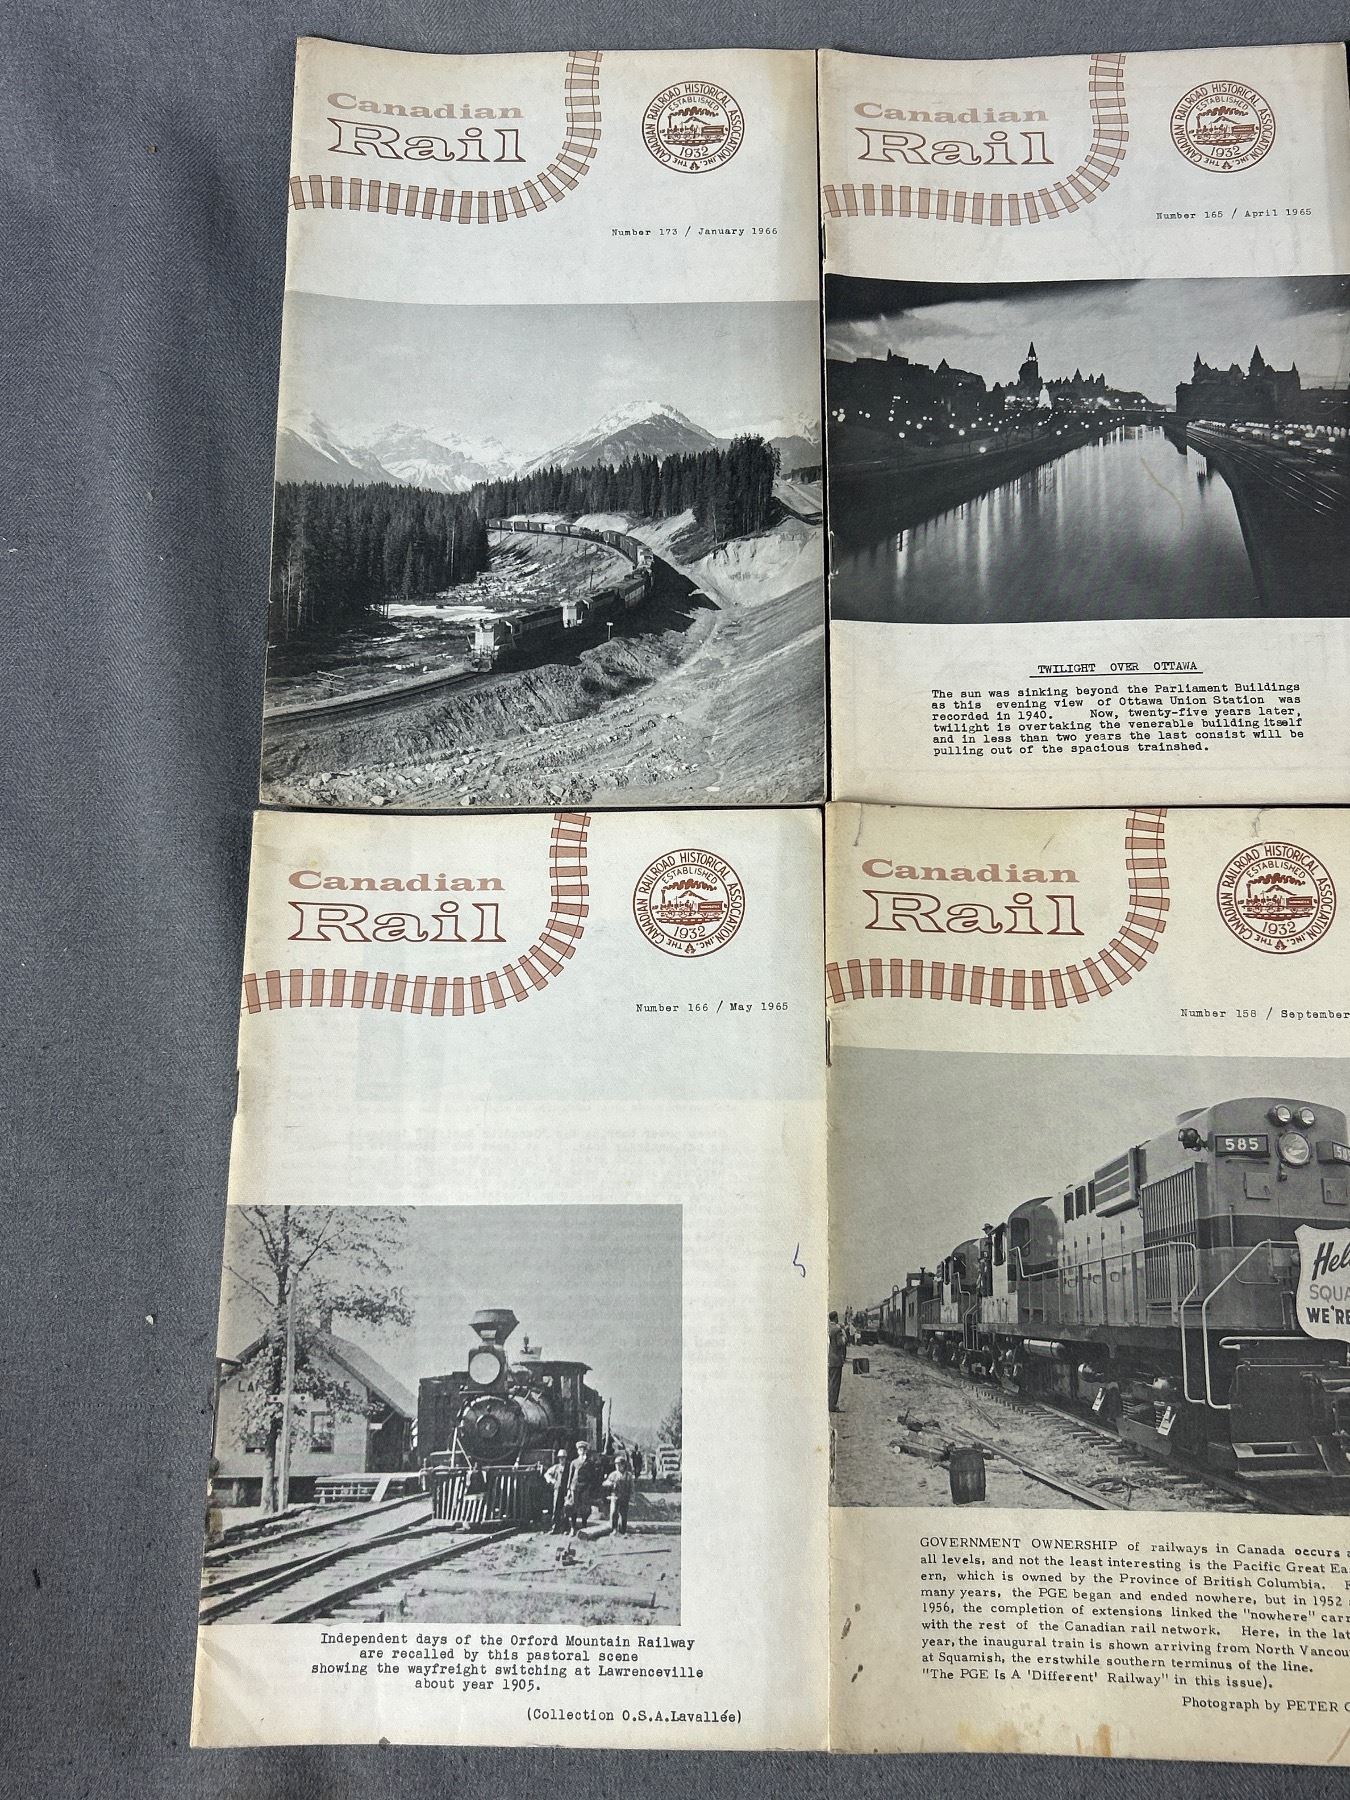 Canadian
Rail
THE CANADIAN RAILROAD HISTORICAL ASSOCIATION, INC.
ESTABLISHED
1932
Number 173 / January 1966
Canadian
Rail
THE CANADIAN RAILROAD HISTORICAL ASSOCIATION, INC.
ESTABLISHED
1932
Number 165 / April 1965
TWILIGHT OVER OTTAWA
The sun was sinking beyond the Parliament Buildings
as this evening view of Ottawa Union Station was
recorded in 1940. Now, twenty-five years later,
twilight is overtaking the venerable building itself
and in less than two years the last consist will be
pulling out of the spacious trainshed.
Canadian
Rail
THE CANADIAN RAILROAD HISTORICAL ASSOCIATION, INC.
ESTABLISHED
1932
Number 166 / May 1965
LA
Independent days of the Orford Mountain Railway
are recalled by this pastoral scene
showing the wayfreight switching at Lawrenceville
about year 1905.
(Collection O.S.A.Lavallée)
Canadian
Rail
THE CANADIAN RAILROAD HISTORICAL ASSOCIATION, INC.
ESTABLISHED
1932
Number 158 / September
585
58
Hel
SQUA
WE'RE
GOVERNMENT OWNERSHIP of railways in Canada occurs a
all levels, and not the least interesting is the Pacific Great Ea
ern, which is owned by the Province of British Columbia. F
many years, the PGE began and ended nowhere, but in 1952
1956, the completion of extensions linked the "nowhere" carr
with the rest of the Canadian rail network. Here, in the lat
year, the inaugural train is shown arriving from North Vancou
at Squamish, the erstwhile southern terminus of the line.
"The PGE Is A 'Different' Railway" in this issue).
Photograph by PETER